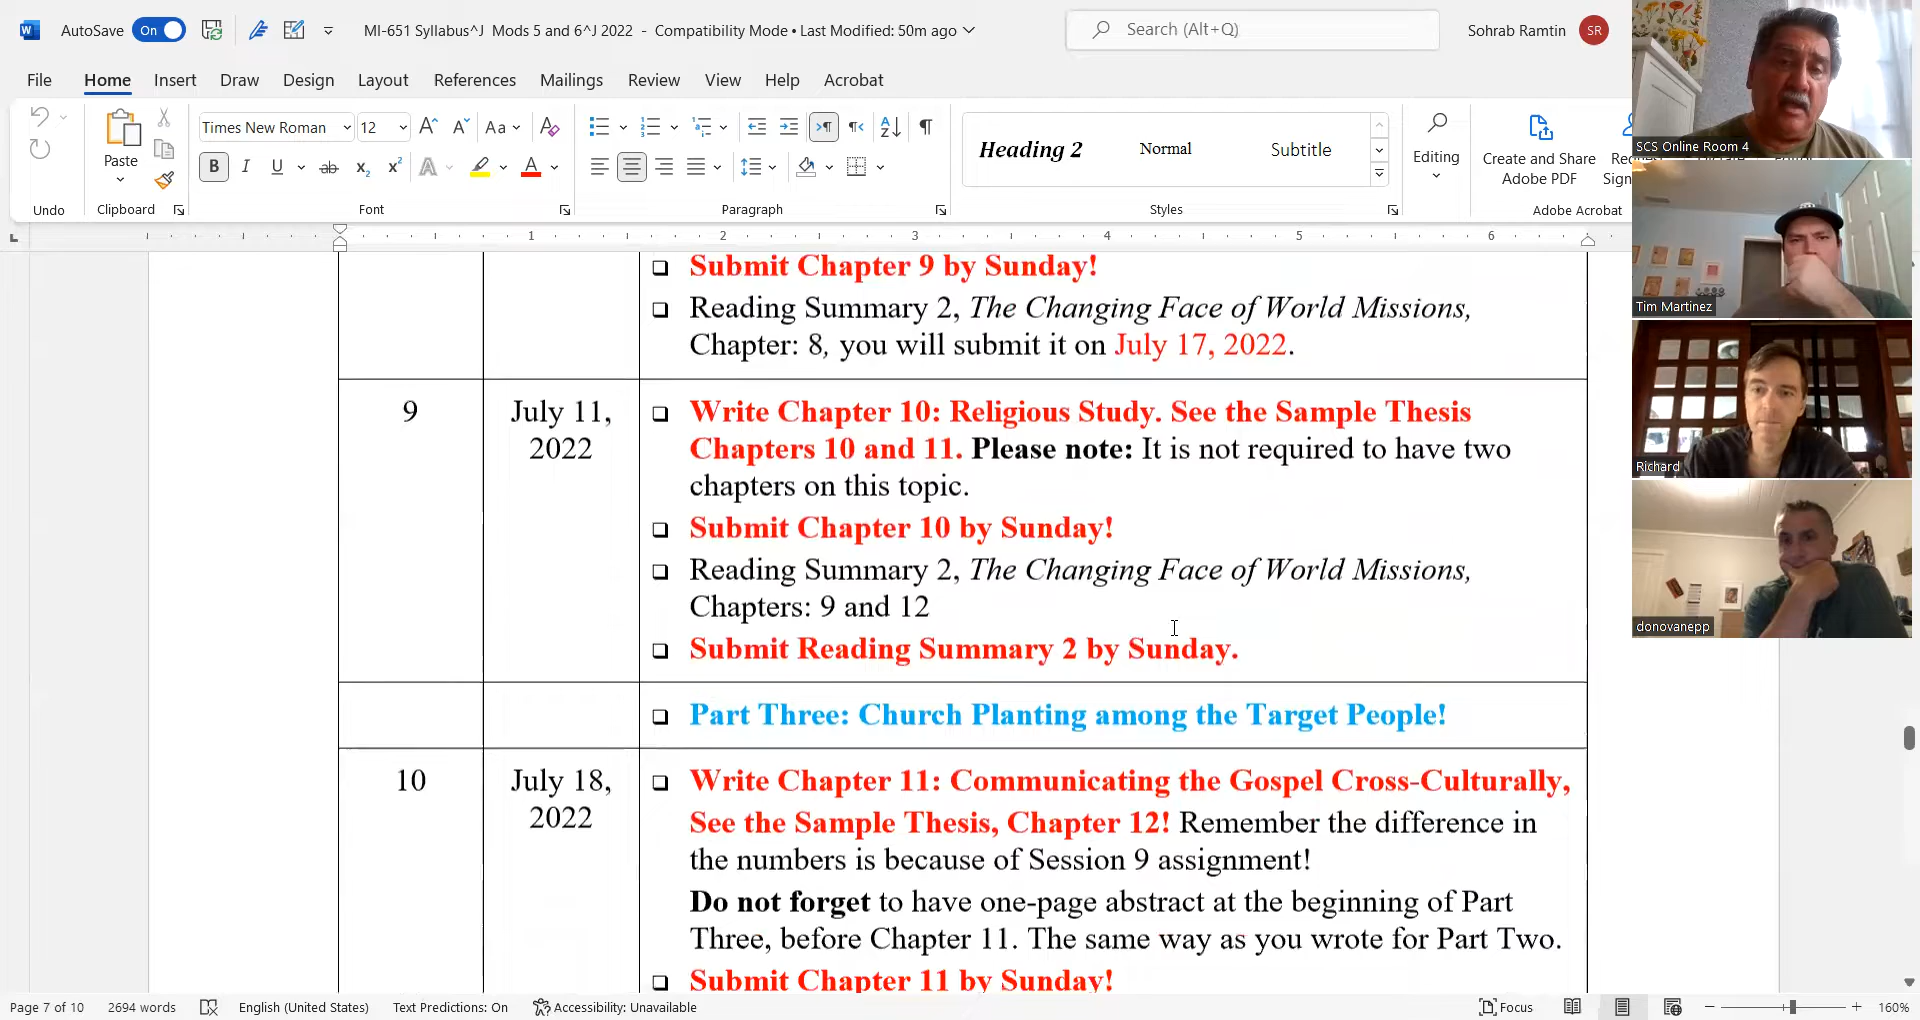 AutoSave On MI-651 Syllabus^J Mods 5 and 6^J 2022 - Compatibility Mode • Last Modified: 50m ago Search (Alt+Q) Sohrab Ramtin SR
File Home Insert Draw Design Layout References Mailings Review View Help Acrobat
Times New Roman 12 Aa
Paste
B I U ab x2 x2 A A
Heading 2 Normal Subtitle
Editing
Create and Share
Adobe PDF
Undo Clipboard Font Paragraph Styles Adobe Acrobat
1 2 3 4 5 6
Submit Chapter 9 by Sunday!
Reading Summary 2, The Changing Face of World Missions,
Chapter: 8, you will submit it on July 17, 2022.
9
July 11,
2022
Write Chapter 10: Religious Study. See the Sample Thesis
Chapters 10 and 11. Please note: It is not required to have two
chapters on this topic.
Submit Chapter 10 by Sunday!
Reading Summary 2, The Changing Face of World Missions,
Chapters: 9 and 12
Submit Reading Summary 2 by Sunday.
Part Three: Church Planting among the Target People!
10
July 18,
2022
Write Chapter 11: Communicating the Gospel Cross-Culturally,
See the Sample Thesis, Chapter 12! Remember the difference in
the numbers is because of Session 9 assignment!
Do not forget to have one-page abstract at the beginning of Part
Three, before Chapter 11. The same way as you wrote for Part Two.
Submit Chapter 11 by Sunday!
SCS Online Room 4
Tim Martinez
Richard
donovanepp
Page 7 of 10 2694 words English (United States) Text Predictions: On Accessibility: Unavailable Focus 160%